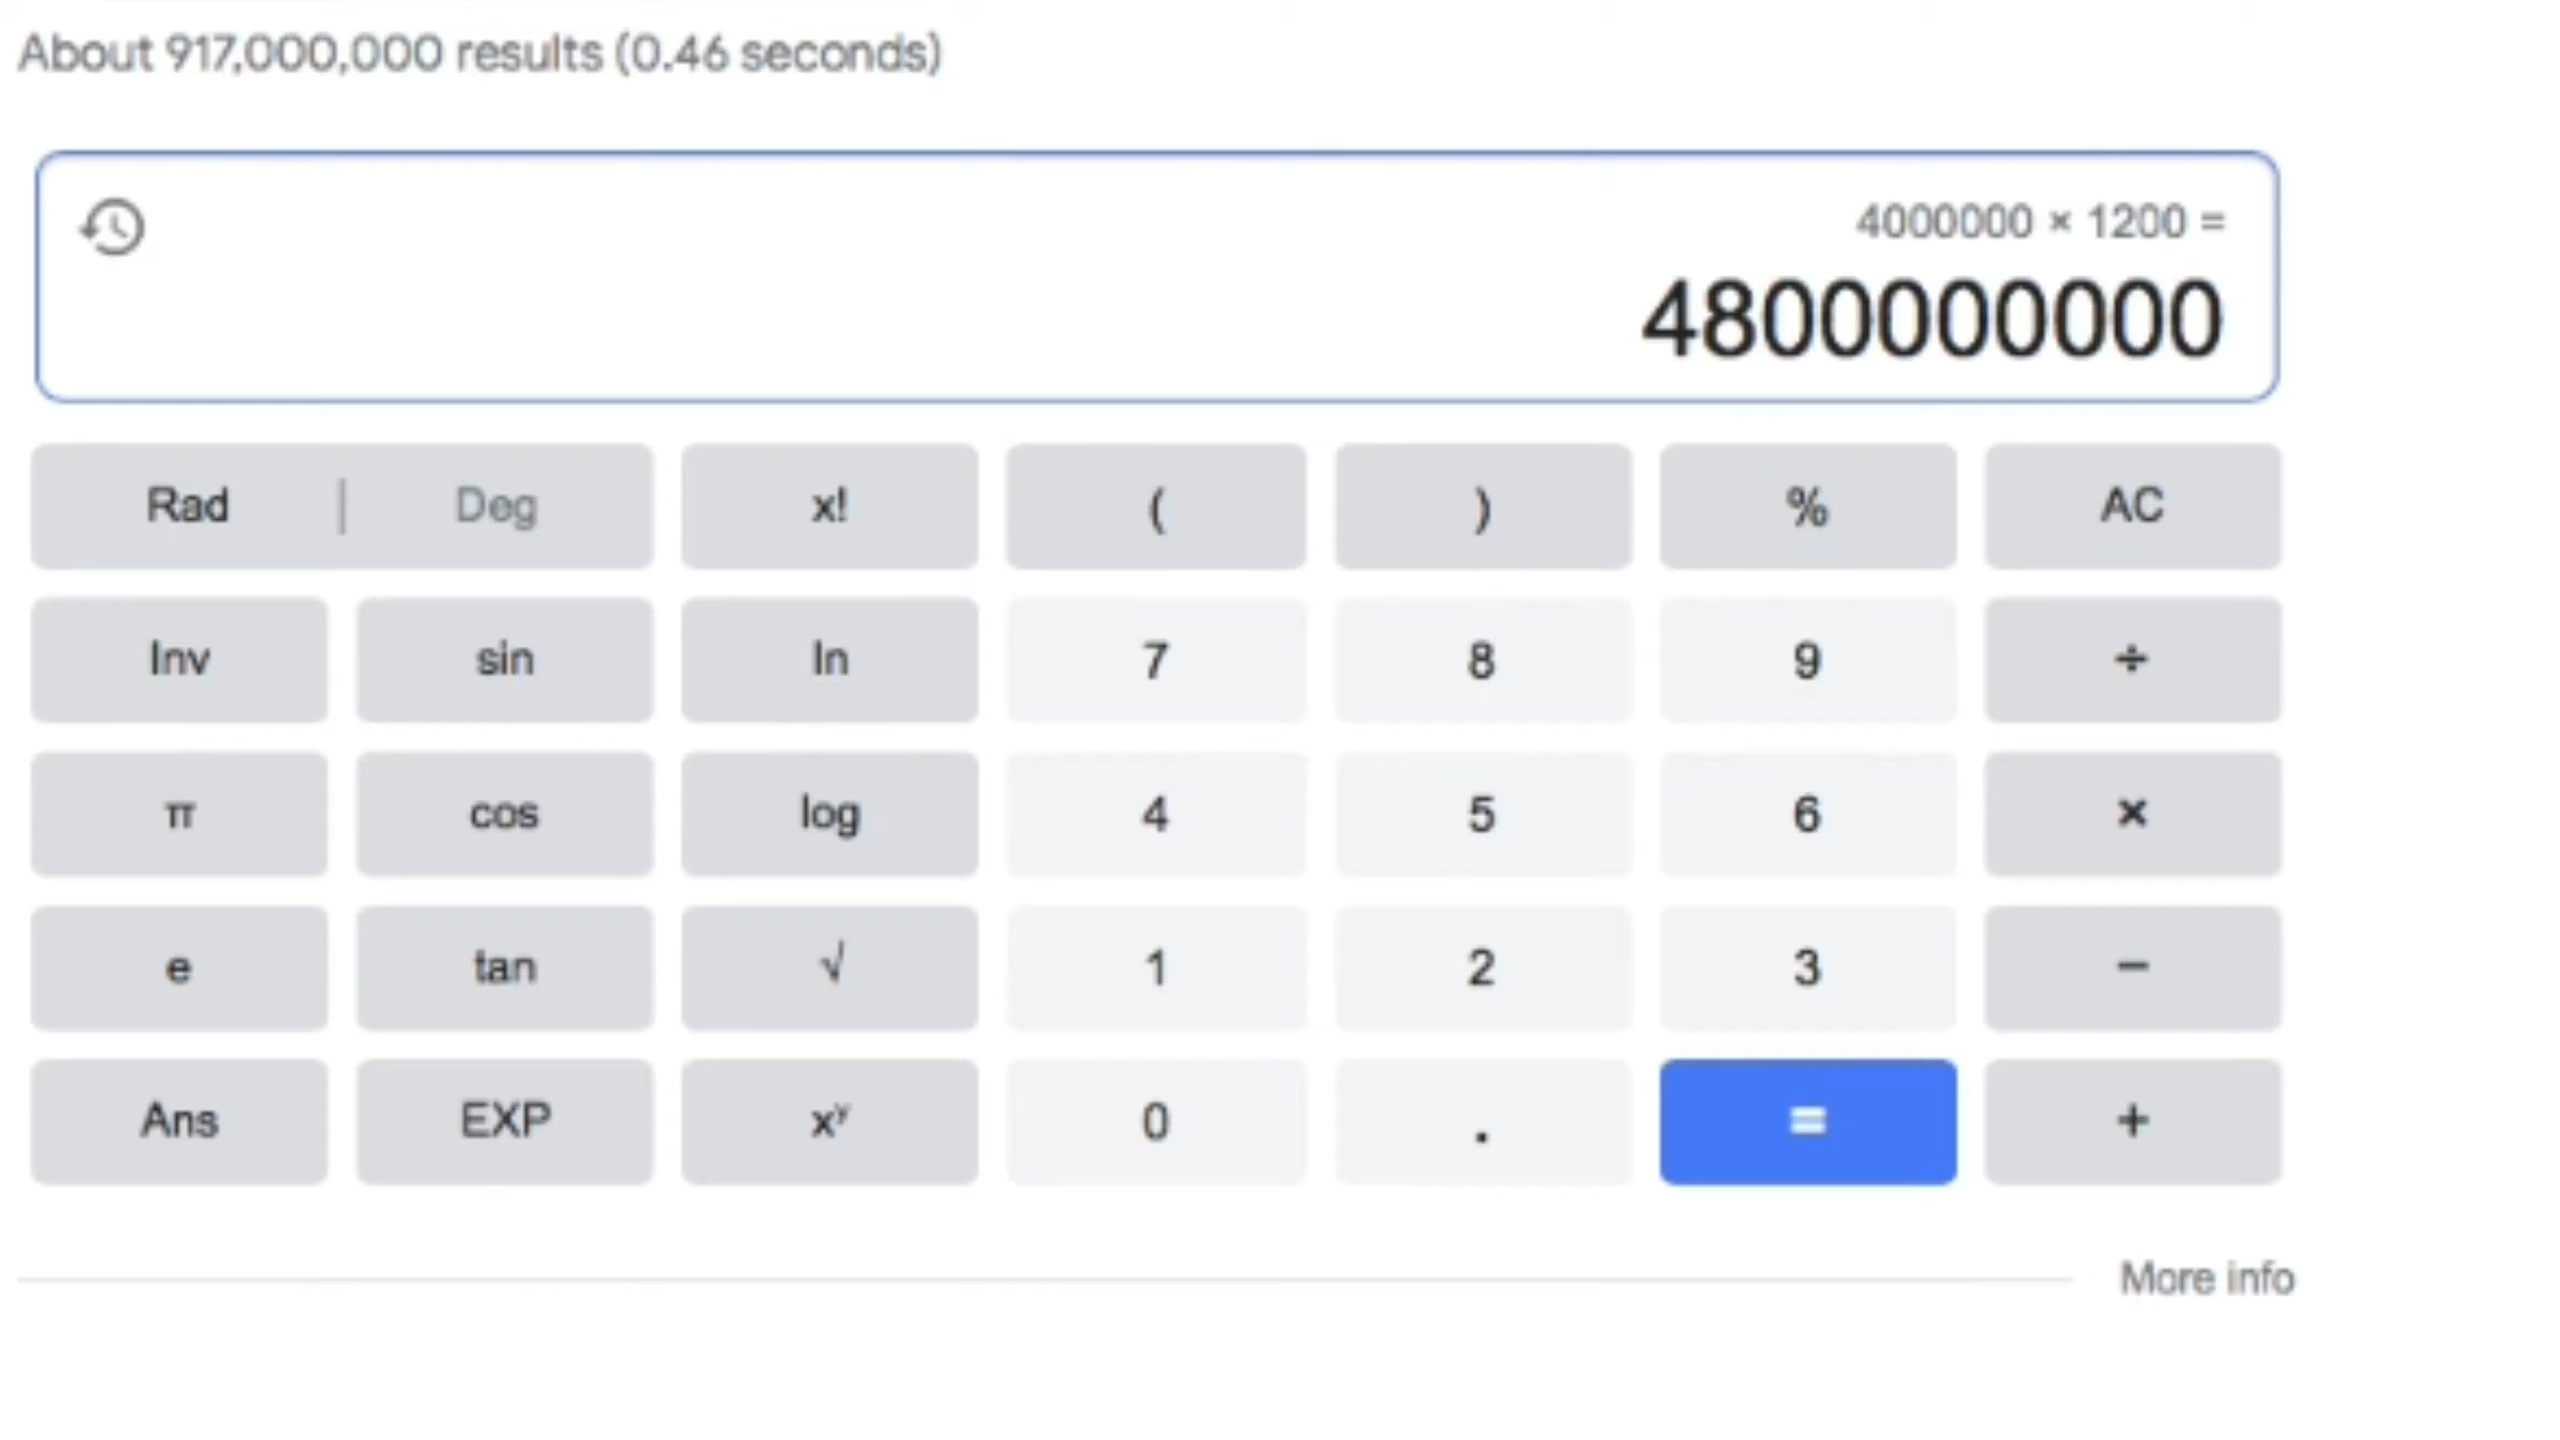 About 917,000,000 results (0.46 seconds)
4000000 × 1200 =
4800000000
Rad | Deg x! ( ) % AC
Inv sin ln 7 8 9 ÷
π cos log 4 5 6 ×
e tan √ 1 2 3 −
Ans EXP xʸ 0 . = +
More info